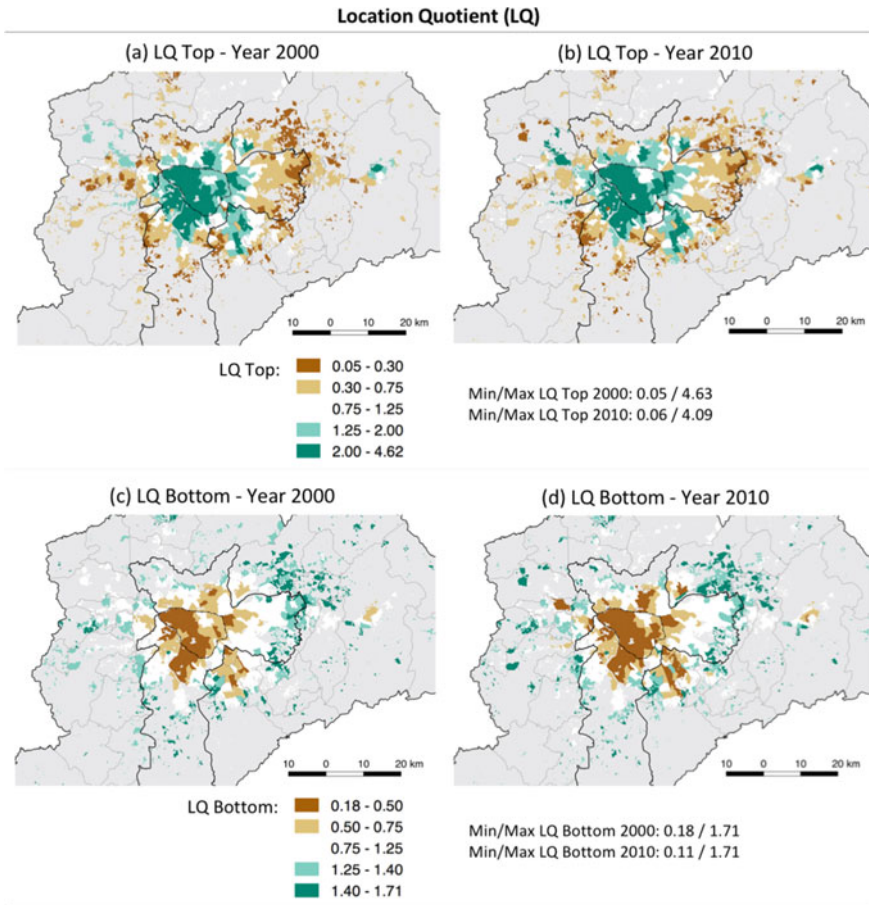 Location Quotient (LQ)
(a) LQ Top - Year 2000
(b) LQ Top - Year 2010
10 0 10 20 km
10 0 10 20 km
LQ Top:
0.05 - 0.30
0.30 - 0.75
0.75 - 1.25
1.25 - 2.00
2.00 - 4.62
Min/Max LQ Top 2000: 0.05 / 4.63
Min/Max LQ Top 2010: 0.06 / 4.09
(c) LQ Bottom - Year 2000
(d) LQ Bottom - Year 2010
10 0 10 20 km
10 0 10 20 km
LQ Bottom:
0.18 - 0.50
0.50 - 0.75
0.75 - 1.25
1.25 - 1.40
1.40 - 1.71
Min/Max LQ Bottom 2000: 0.18 / 1.71
Min/Max LQ Bottom 2010: 0.11 / 1.71